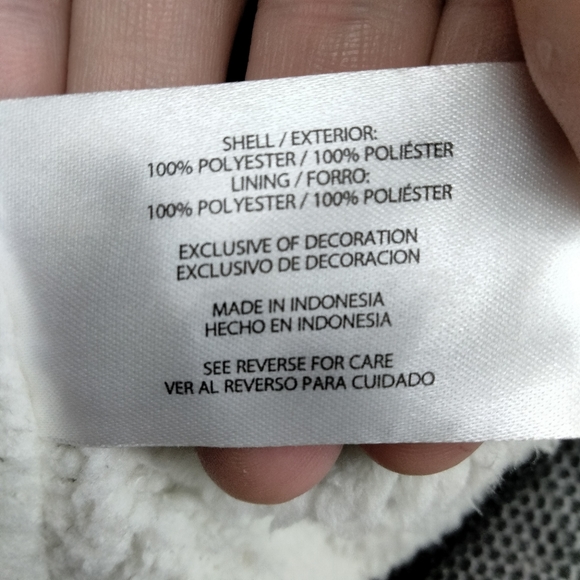 SHELL / EXTERIOR:
100% POLYESTER / 100% POLIÉSTER
LINING / FORRO:
100% POLYESTER / 100% POLIÉSTER
EXCLUSIVE OF DECORATION
EXCLUSIVO DE DECORACION
MADE IN INDONESIA
HECHO EN INDONESIA
SEE REVERSE FOR CARE
VER AL REVERSO PARA CUIDADO